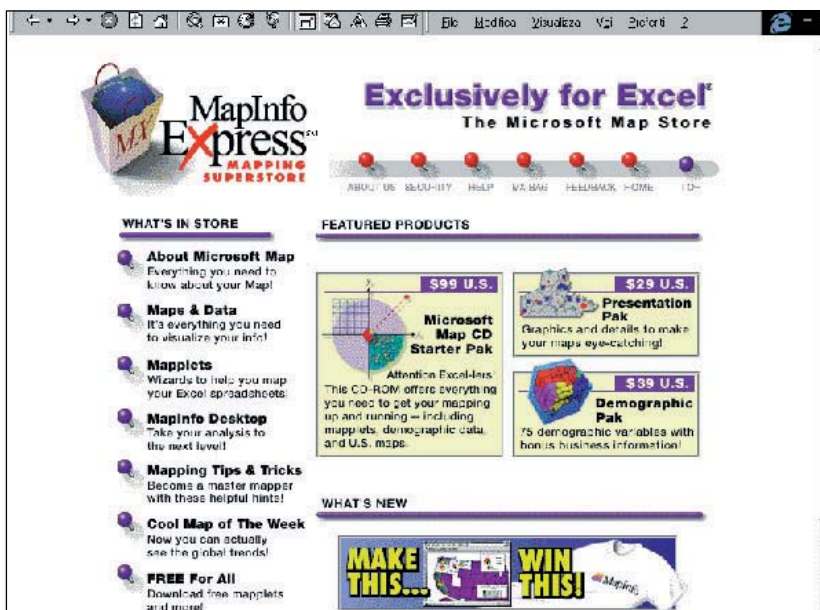 File Modifica Visualizza Vai Preferiti ?
MX
MapInfo
Express
MAPPING
SUPERSTORE
Exclusively for Excel
The Microsoft Map Store
ABOUT US SECURITY HELP MX BAG FEEDBACK HOME TOP
WHAT'S IN STORE
About Microsoft Map
Everything you need to
know about your Map!
Maps & Data
It's everything you need
to visualize your info!
Mapplets
Wizards to help you map
your Excel spreadsheets!
MapInfo Desktop
Take your analysis to
the next level!
Mapping Tips & Tricks
Become a master mapper
with these helpful hints!
Cool Map of The Week
Now you can actually
see the global trends!
FREE For All
Download free mapplets
and more!
FEATURED PRODUCTS
$99 U.S.
Microsoft
Map CD
Starter Pak
Attention Excel-lers!
This CD-ROM offers everything
you need to get your mapping
up and running — including
mapplets, demographic data,
and U.S. maps.
$29 U.S.
Presentation
Pak
Graphics and details to make
your maps eye-catching!
$39 U.S.
Demographic
Pak
75 demographic variables with
bonus business information!
WHAT'S NEW
MAKE
THIS...
WIN
THIS!
MapInfo